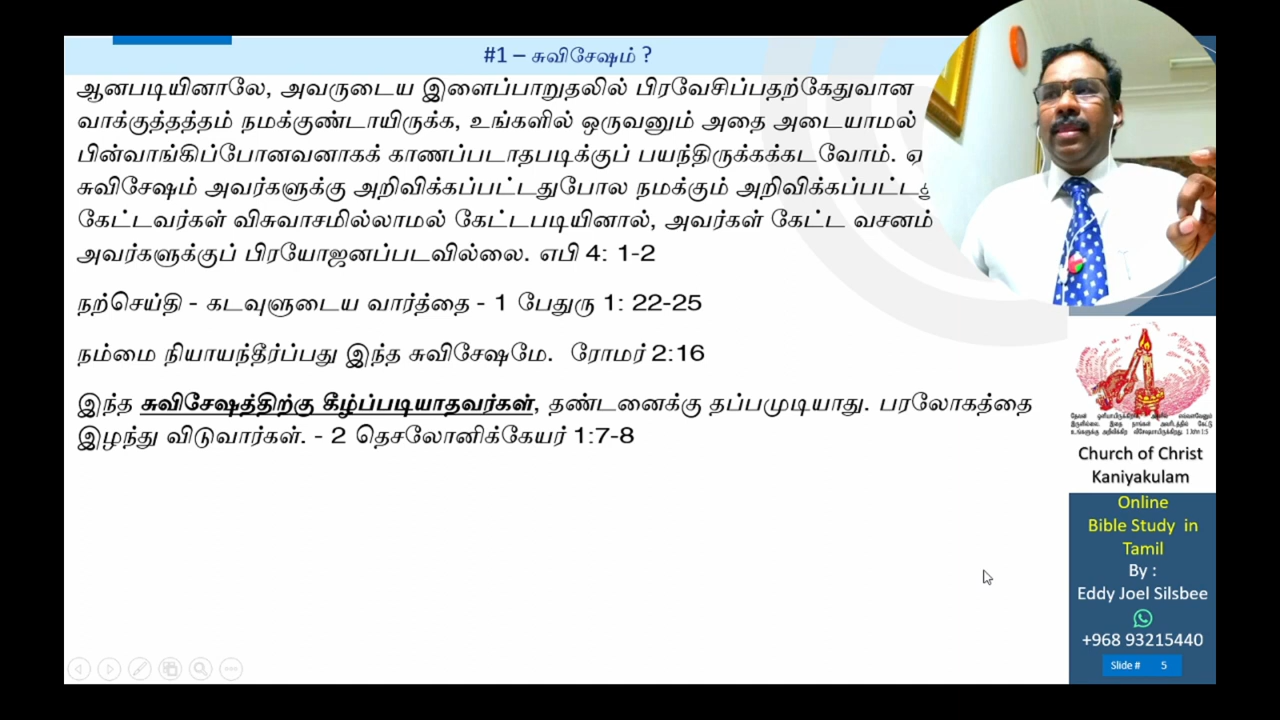 #1 – சுவிசேஷம் ?
ஆனபடியினாலே, அவருடைய இளைப்பாறுதலில் பிரவேசிப்பதற்கேதுவான
வாக்குத்தத்தம் நமக்குண்டாயிருக்க, உங்களில் ஒருவனும் அதை அடையாமல்
பின்வாங்கிப்போனவனாகக் காணப்படாதபடிக்குப் பயந்திருக்கக்கடவோம்.
சுவிசேஷம் அவர்களுக்கு அறிவிக்கப்பட்டதுபோல நமக்கும்
கேட்டவர்கள் விசுவாசமில்லாமல் கேட்டபடியினால், அவர்கள் கேட்ட வசனம்
அவர்களுக்குப் பிரயோஜனப்படவில்லை. எபி 4: 1-2
நற்செய்தி - கடவுளுடைய வார்த்தை - 1 பேதுரு 1: 22-25
நம்மை நியாயந்தீர்ப்பது இந்த சுவிசேஷமே. ரோமர் 2:16
இந்த சுவிசேஷத்திற்கு கீழ்ப்படியாதவர்கள், தண்டனைக்கு தப்பமுடியாது. பரலோகத்தை
இழந்து விடுவார்கள். - 2 தெசலோனிக்கேயர் 1:7-8
Church of Christ
Kaniyakulam
Online
Bible Study in
Tamil
By :
Eddy Joel Silsbee
+968 93215440
Slide # 5